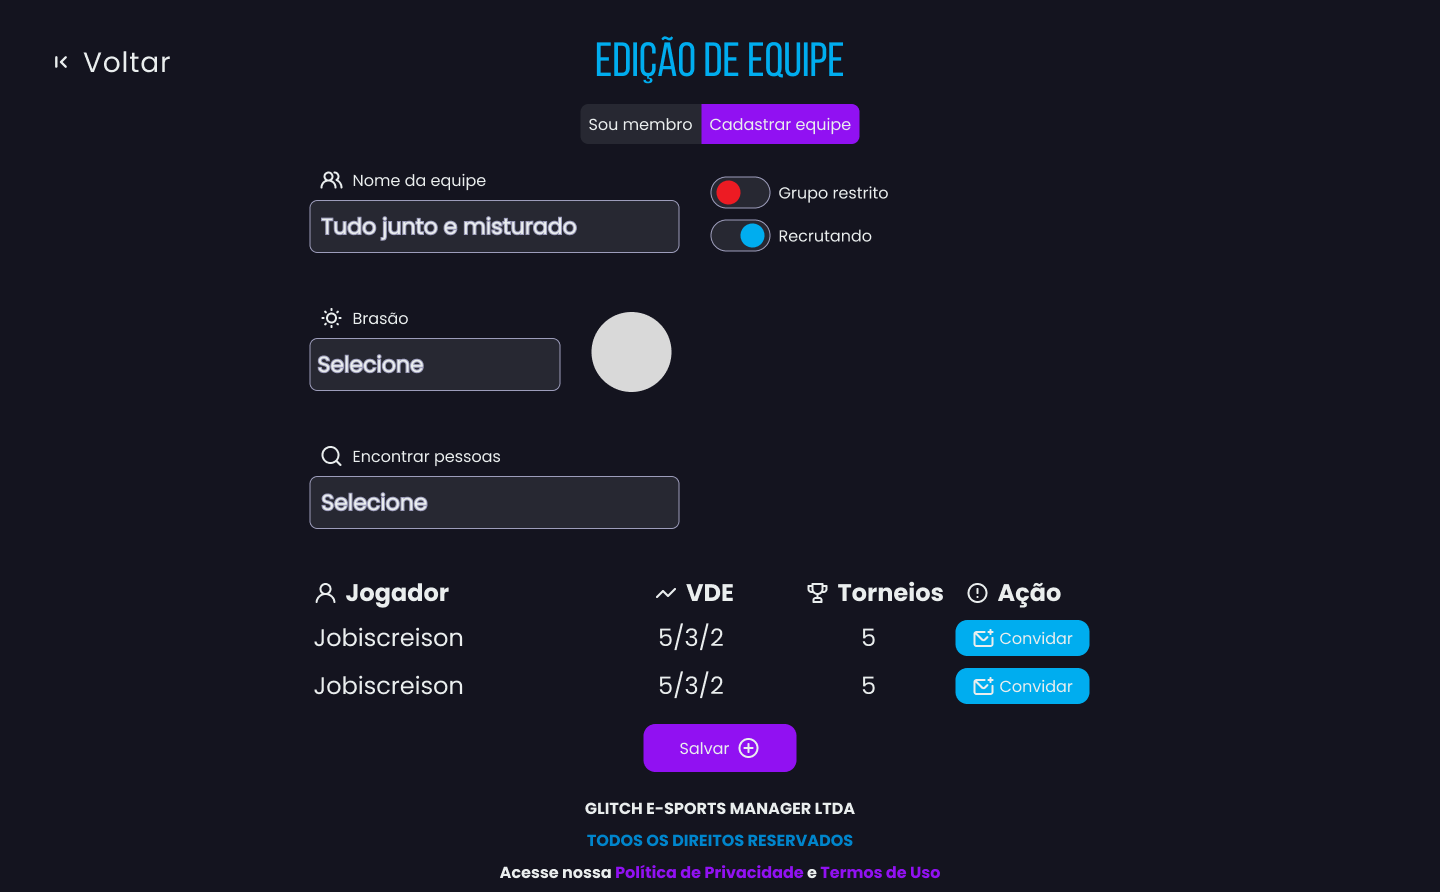 Voltar
EDIÇÃO DE EQUIPE
Sou membro Cadastrar equipe
Nome da equipe
Tudo junto e misturado
Grupo restrito
Recrutando
Brasão
Selecione
Encontrar pessoas
Selecione
Jogador VDE Torneios Ação
Jobiscreison 5/3/2 5 Convidar
Jobiscreison 5/3/2 5 Convidar
Salvar
GLITCH E-SPORTS MANAGER LTDA
TODOS OS DIREITOS RESERVADOS
Acesse nossa Política de Privacidade e Termos de Uso